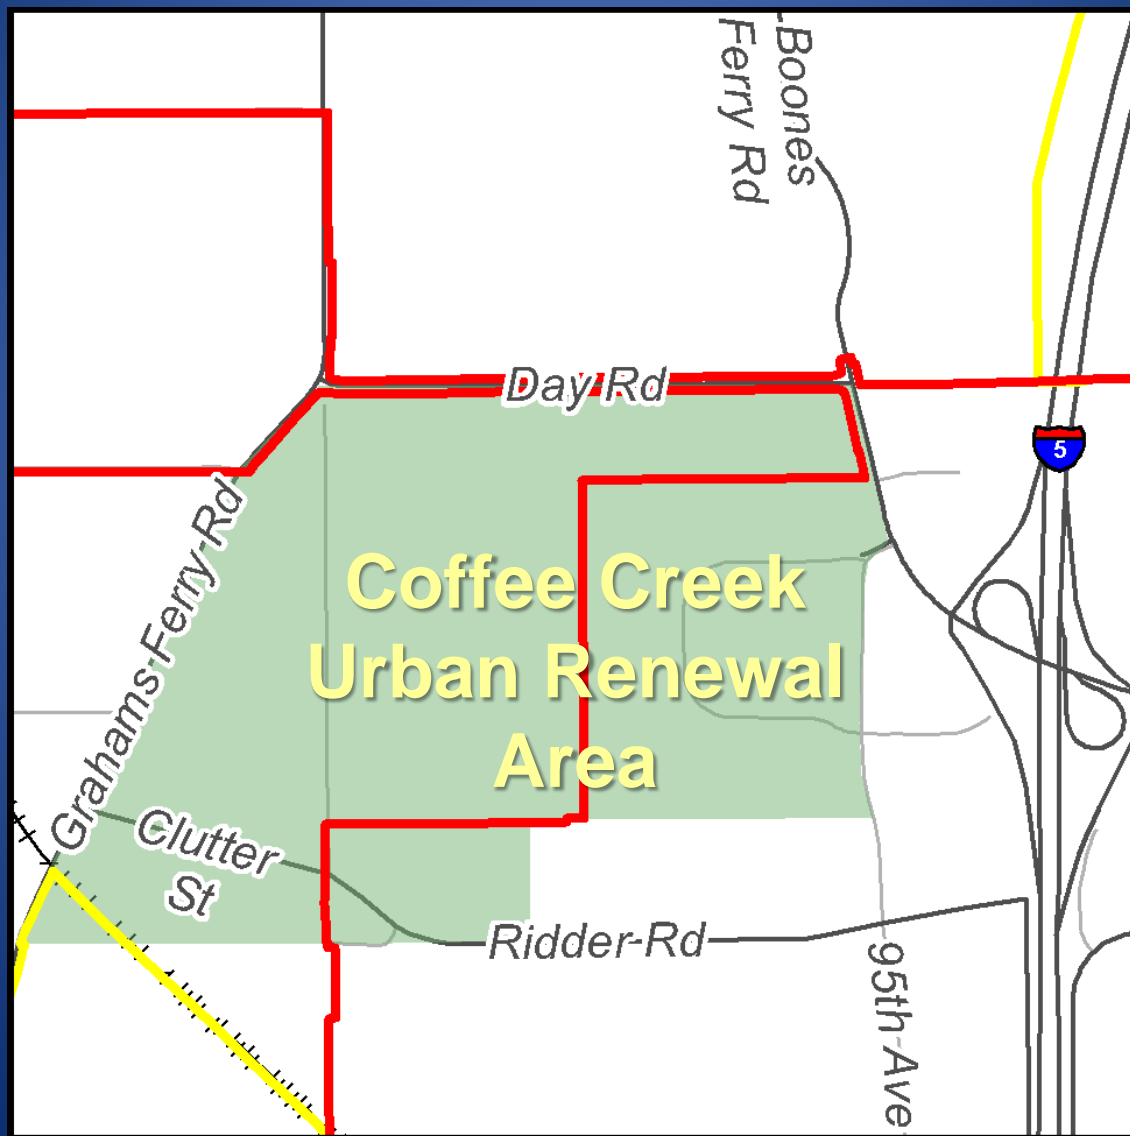 Boones
Ferry Rd
Day Rd
5
Grahams Ferry Rd
Coffee Creek
Urban Renewal
Area
Clutter
St
Ridder Rd
95th Ave